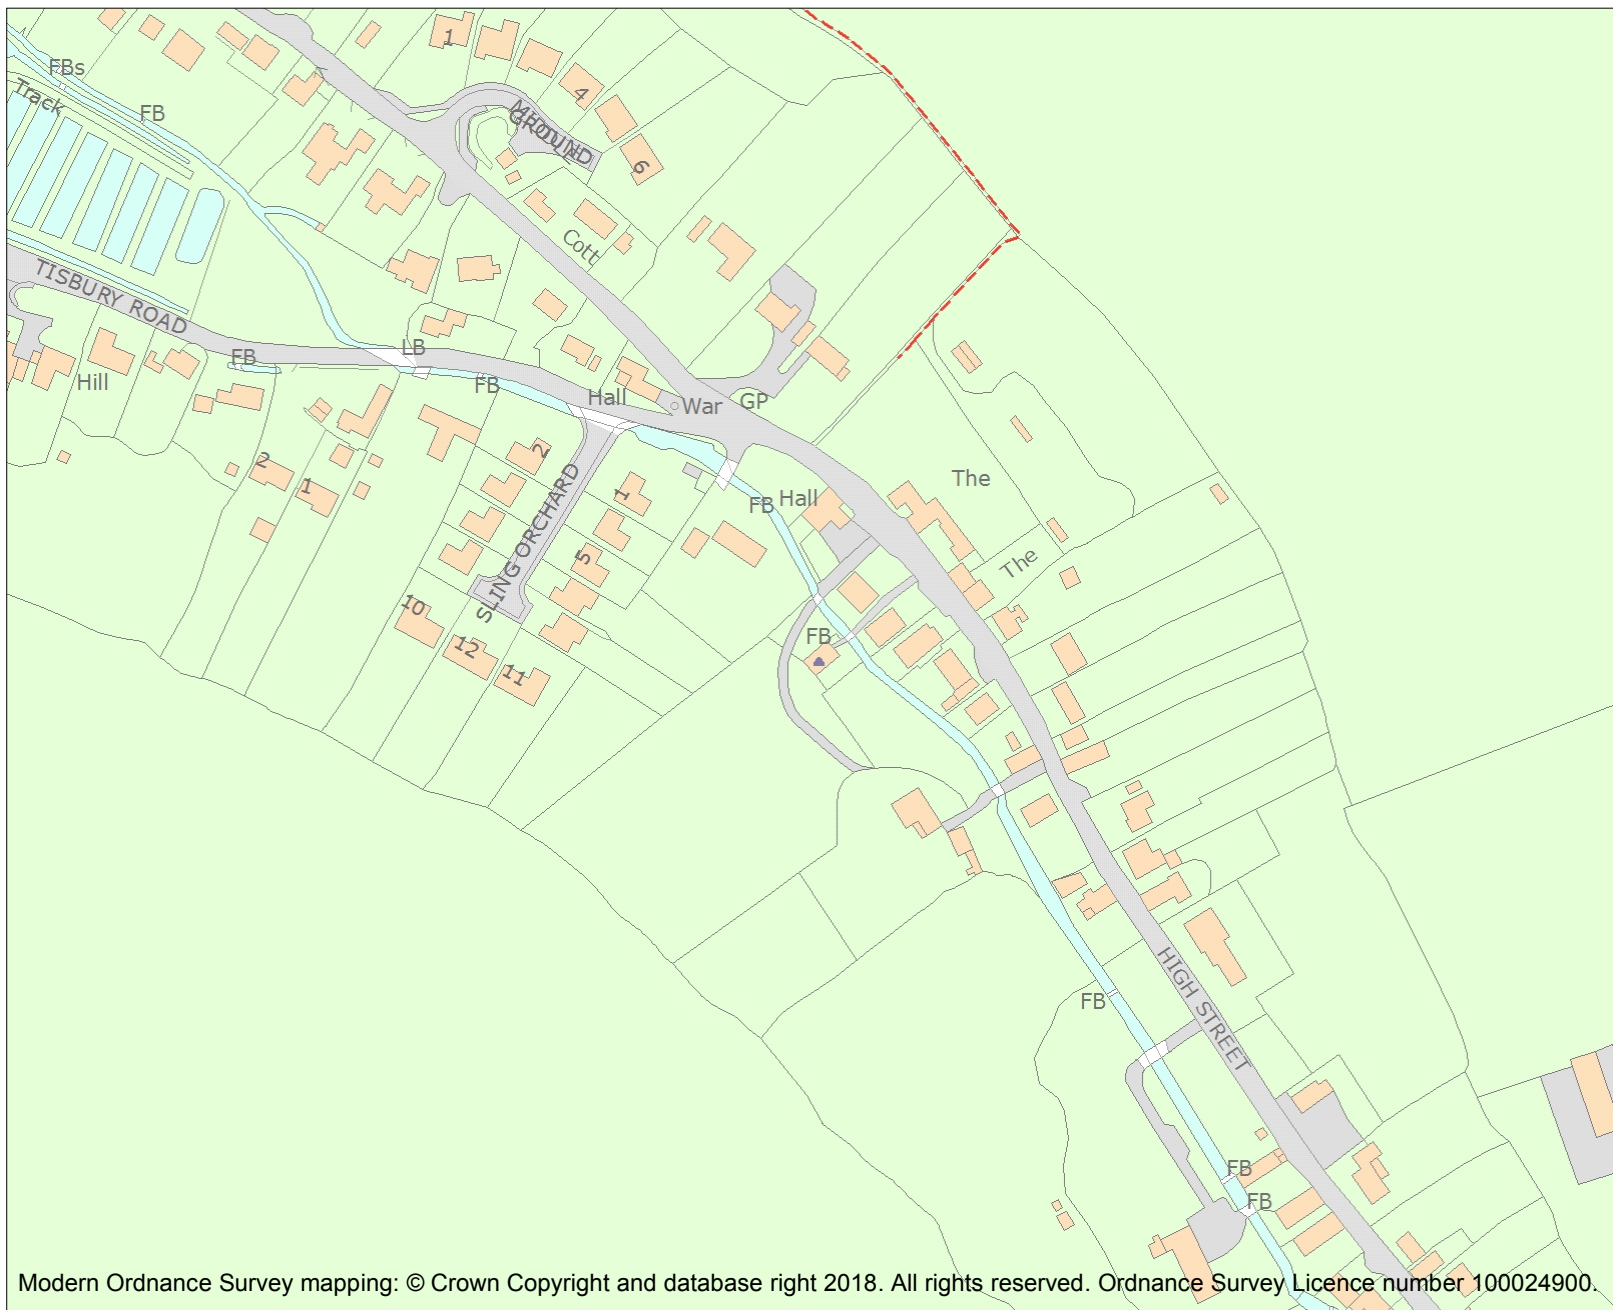 1
FBs
Track
FB
4
MIDDLE
GROUND
6
Cott
TISBURY ROAD
LB
FB
FB
Hill
Hall
War
GP
2
2
1
1
The
FB
Hall
SLING ORCHARD
5
The
10
FB
12
11
HIGH STREET
FB
FB
FB
Modern Ordnance Survey mapping: © Crown Copyright and database right 2018. All rights reserved. Ordnance Survey Licence number 100024900.